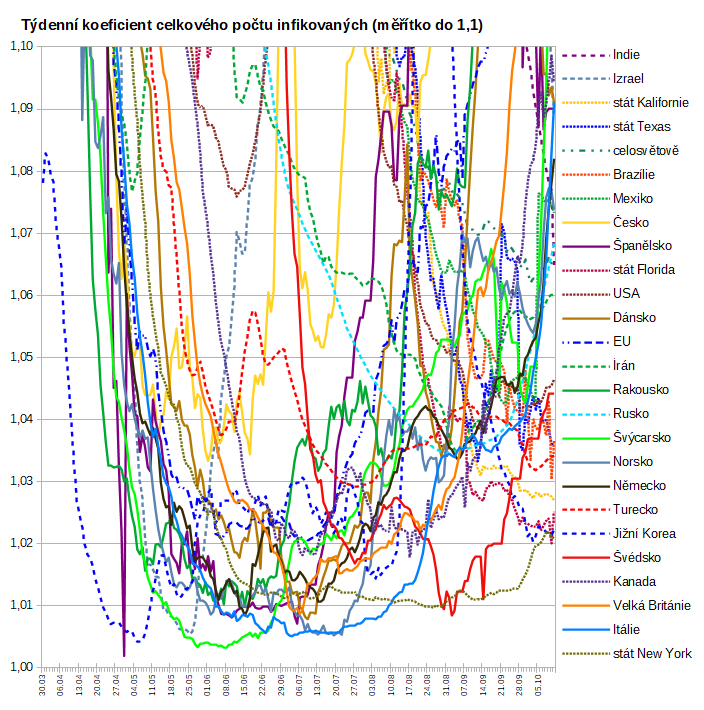 Týdenní koeficient celkového počtu infikovaných (měřítko do 1,1)
1,10
1,09
1,08
1,07
1,06
1,05
1,04
1,03
1,02
1,01
1,00
30.03
06.04
13.04
20.04
27.04
04.05
11.05
18.05
25.05
01.06
08.06
15.06
22.06
29.06
06.07
13.07
20.07
27.07
03.08
10.08
17.08
24.08
31.08
07.09
14.09
21.09
28.09
05.10
Indie
Izrael
stát Kalifornie
stát Texas
celosvětově
Brazílie
Mexiko
Česko
Španělsko
stát Florida
USA
Dánsko
EU
Írán
Rakousko
Rusko
Švýcarsko
Norsko
Německo
Turecko
Jižní Korea
Švédsko
Kanada
Velká Británie
Itálie
stát New York